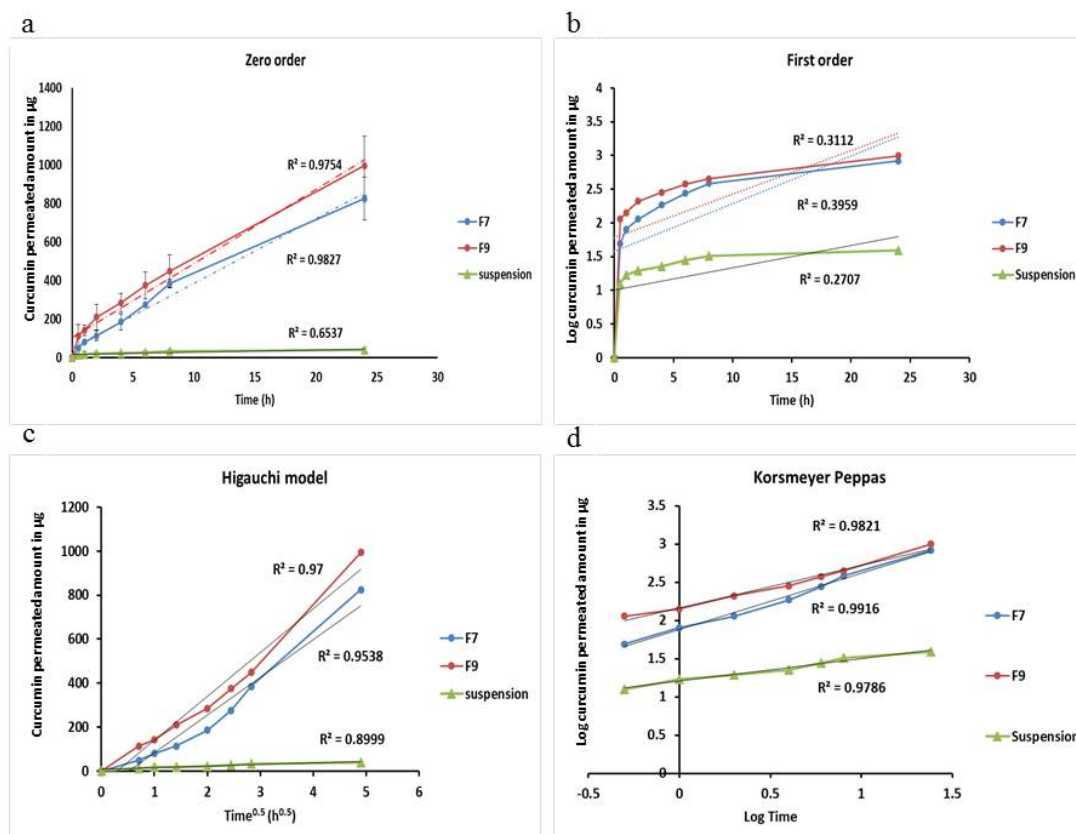 a
Zero order
Curcumin permeated amount in µg
1400
1200
1000
800
600
400
200
0
0 5 10 15 20 25 30
Time (h)
R² = 0.9754
R² = 0.9827
R² = 0.6537
F7
F9
suspension
b
First order
Log curcumin permeated amount in µg
4
3.5
3
2.5
2
1.5
1
0.5
0
0 5 10 15 20 25 30
Time (h)
R² = 0.3112
R² = 0.3959
R² = 0.2707
F7
F9
Suspension
c
Higauchi model
Curcumin permeated amount in µg
1200
1000
800
600
400
200
0
0 1 2 3 4 5 6
Time⁰·⁵ (h⁰·⁵)
R² = 0.97
R² = 0.9538
R² = 0.8999
F7
F9
suspension
d
Korsmeyer Peppas
Log curcumin permeated amount in µg
3.5
3
2.5
2
1.5
1
0.5
0
-0.5 0 0.5 1 1.5
Log Time
R² = 0.9821
R² = 0.9916
R² = 0.9786
F7
F9
Suspension